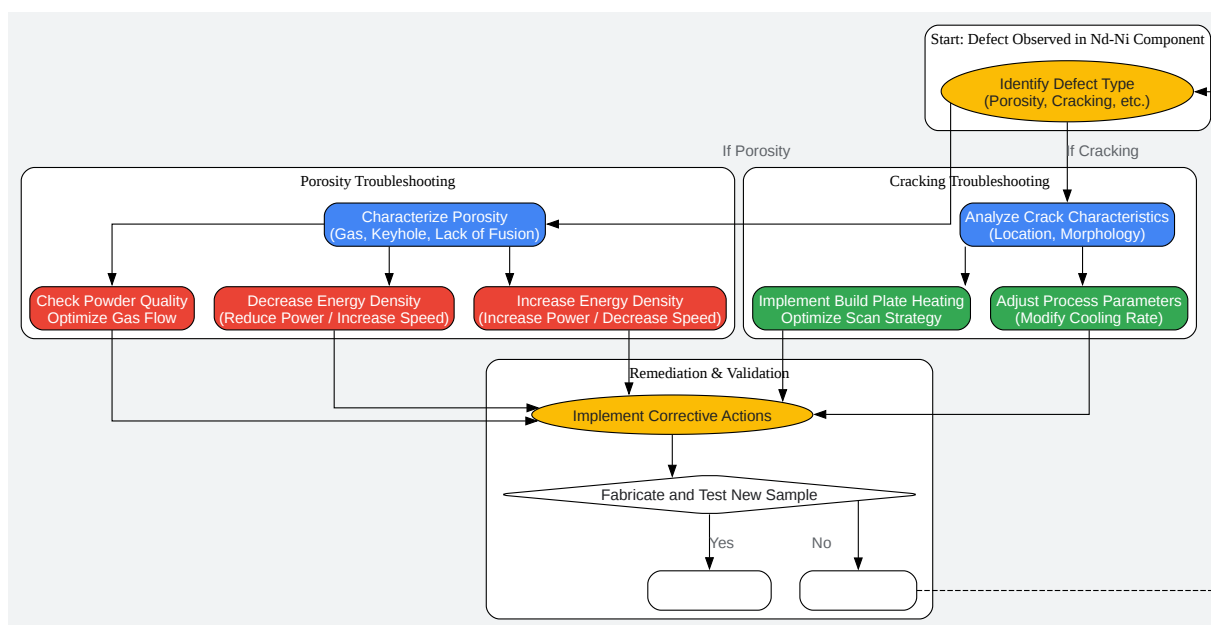 Start: Defect Observed in Nd-Ni Component
Identify Defect Type
(Porosity, Cracking, etc.)
If Porosity
If Cracking
Porosity Troubleshooting
Characterize Porosity
(Gas, Keyhole, Lack of Fusion)
Check Powder Quality
Optimize Gas Flow
Decrease Energy Density
(Reduce Power / Increase Speed)
Increase Energy Density
(Increase Power / Decrease Speed)
Cracking Troubleshooting
Analyze Crack Characteristics
(Location, Morphology)
Implement Build Plate Heating
Optimize Scan Strategy
Adjust Process Parameters
(Modify Cooling Rate)
Remediation & Validation
Implement Corrective Actions
Fabricate and Test New Sample
Yes
No